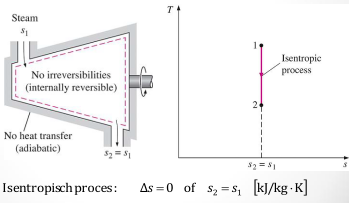 Steam
s₁
No irreversibilities
(internally reversible)
No heat transfer
(adiabatic)
s₂ = s₁
T
1
Isentropic
process
2
s₂ = s₁
s
Isentropisch proces: Δs = 0 of s₂ = s₁ [kJ/kg·K]